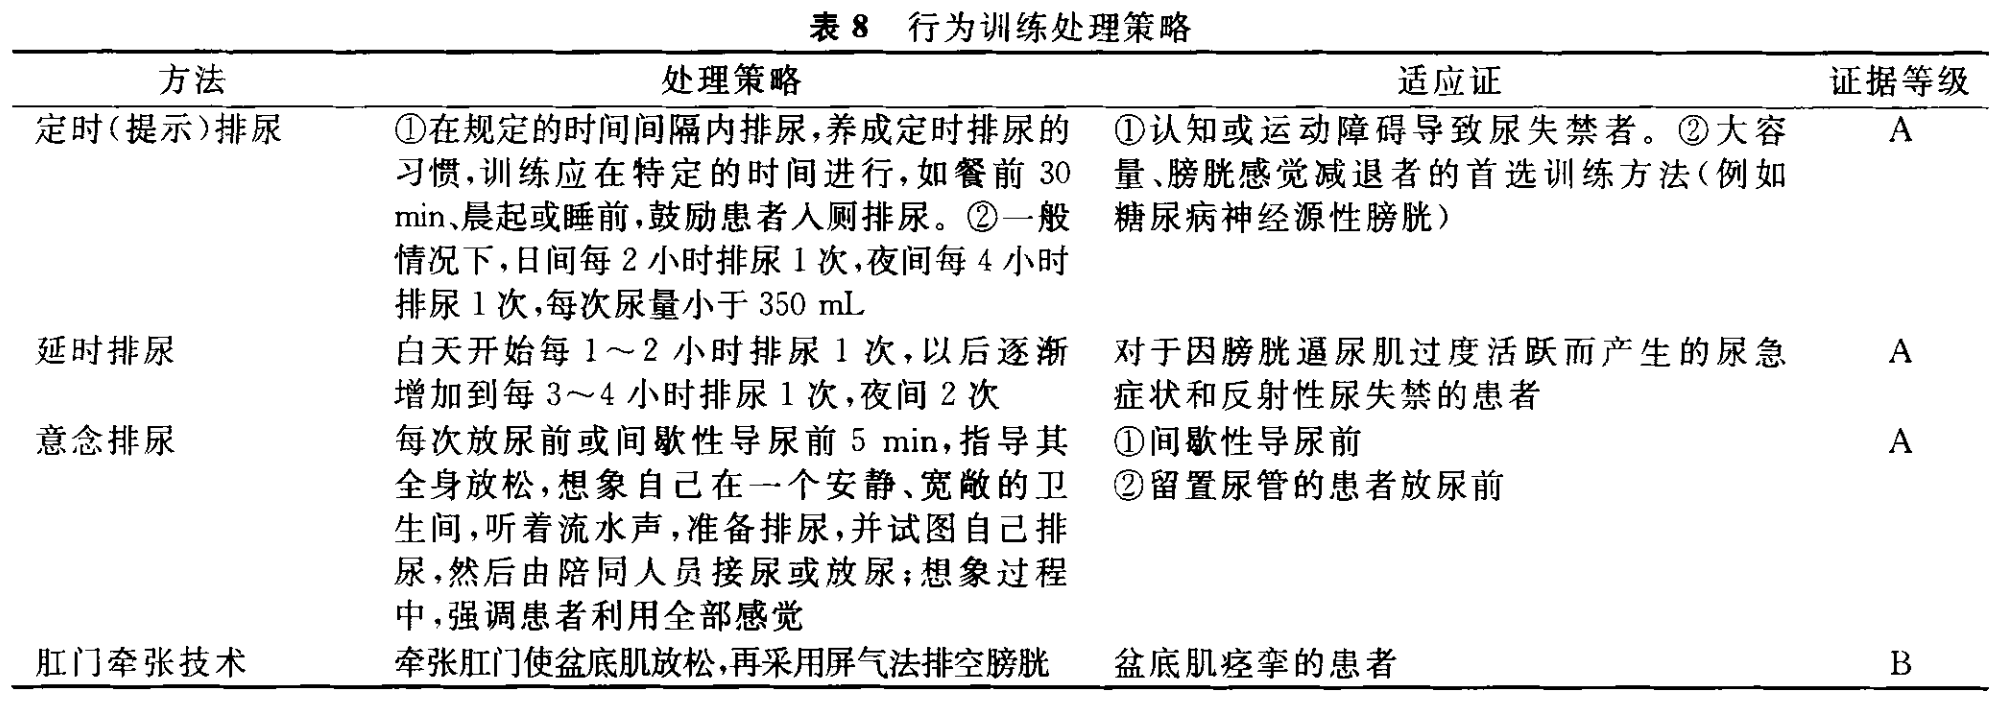 表 8 行为训练处理策略
方法 处理策略 适应证 证据等级
定时(提示)排尿 ①在规定的时间间隔内排尿,养成定时排尿的 ①认知或运动障碍导致尿失禁者。②大容 A
习惯,训练应在特定的时间进行,如餐前 30 量、膀胱感觉减退者的首选训练方法(例如
min、晨起或睡前,鼓励患者入厕排尿。②一般 糖尿病神经源性膀胱)
情况下,日间每 2 小时排尿 1 次,夜间每 4 小时
排尿 1 次,每次尿量小于 350 mL
延时排尿 白天开始每 1～2 小时排尿 1 次,以后逐渐 对于因膀胱逼尿肌过度活跃而产生的尿急 A
增加到每 3～4 小时排尿 1 次,夜间 2 次 症状和反射性尿失禁的患者
意念排尿 每次放尿前或间歇性导尿前 5 min,指导其 ①间歇性导尿前 A
全身放松,想象自己在一个安静、宽敞的卫 ②留置尿管的患者放尿前
生间,听着流水声,准备排尿,并试图自己排
尿,然后由陪同人员接尿或放尿;想象过程
中,强调患者利用全部感觉
肛门牵张技术 牵张肛门使盆底肌放松,再采用屏气法排空膀胱 盆底肌痉挛的患者 B